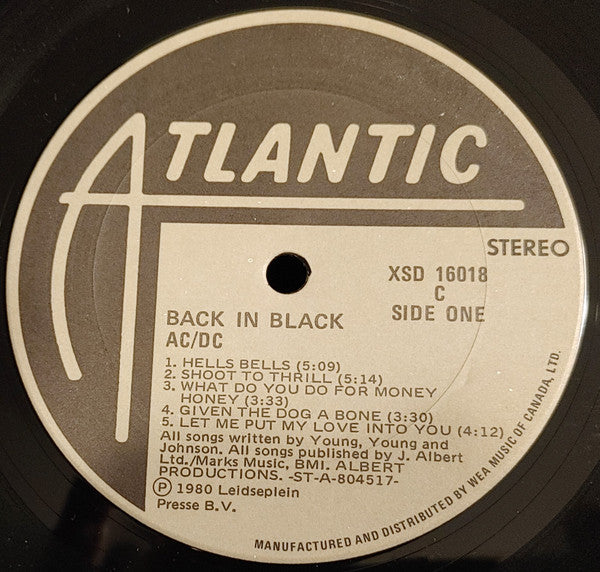 ATLANTIC
STEREO
XSD 16018
C
SIDE ONE
BACK IN BLACK
AC/DC
1. HELLS BELLS (5:09)
2. SHOOT TO THRILL (5:14)
3. WHAT DO YOU DO FOR MONEY
HONEY (3:33)
4. GIVEN THE DOG A BONE (3:30)
5. LET ME PUT MY LOVE INTO YOU (4:12)
All songs written by Young, Young and
Johnson. All songs published by J. Albert
Ltd./Marks Music, BMI. ALBERT
PRODUCTIONS. -ST-A-804517-
Ⓟ 1980 Leidseplein
Presse B.V.
MANUFACTURED AND DISTRIBUTED BY WEA MUSIC OF CANADA, LTD.